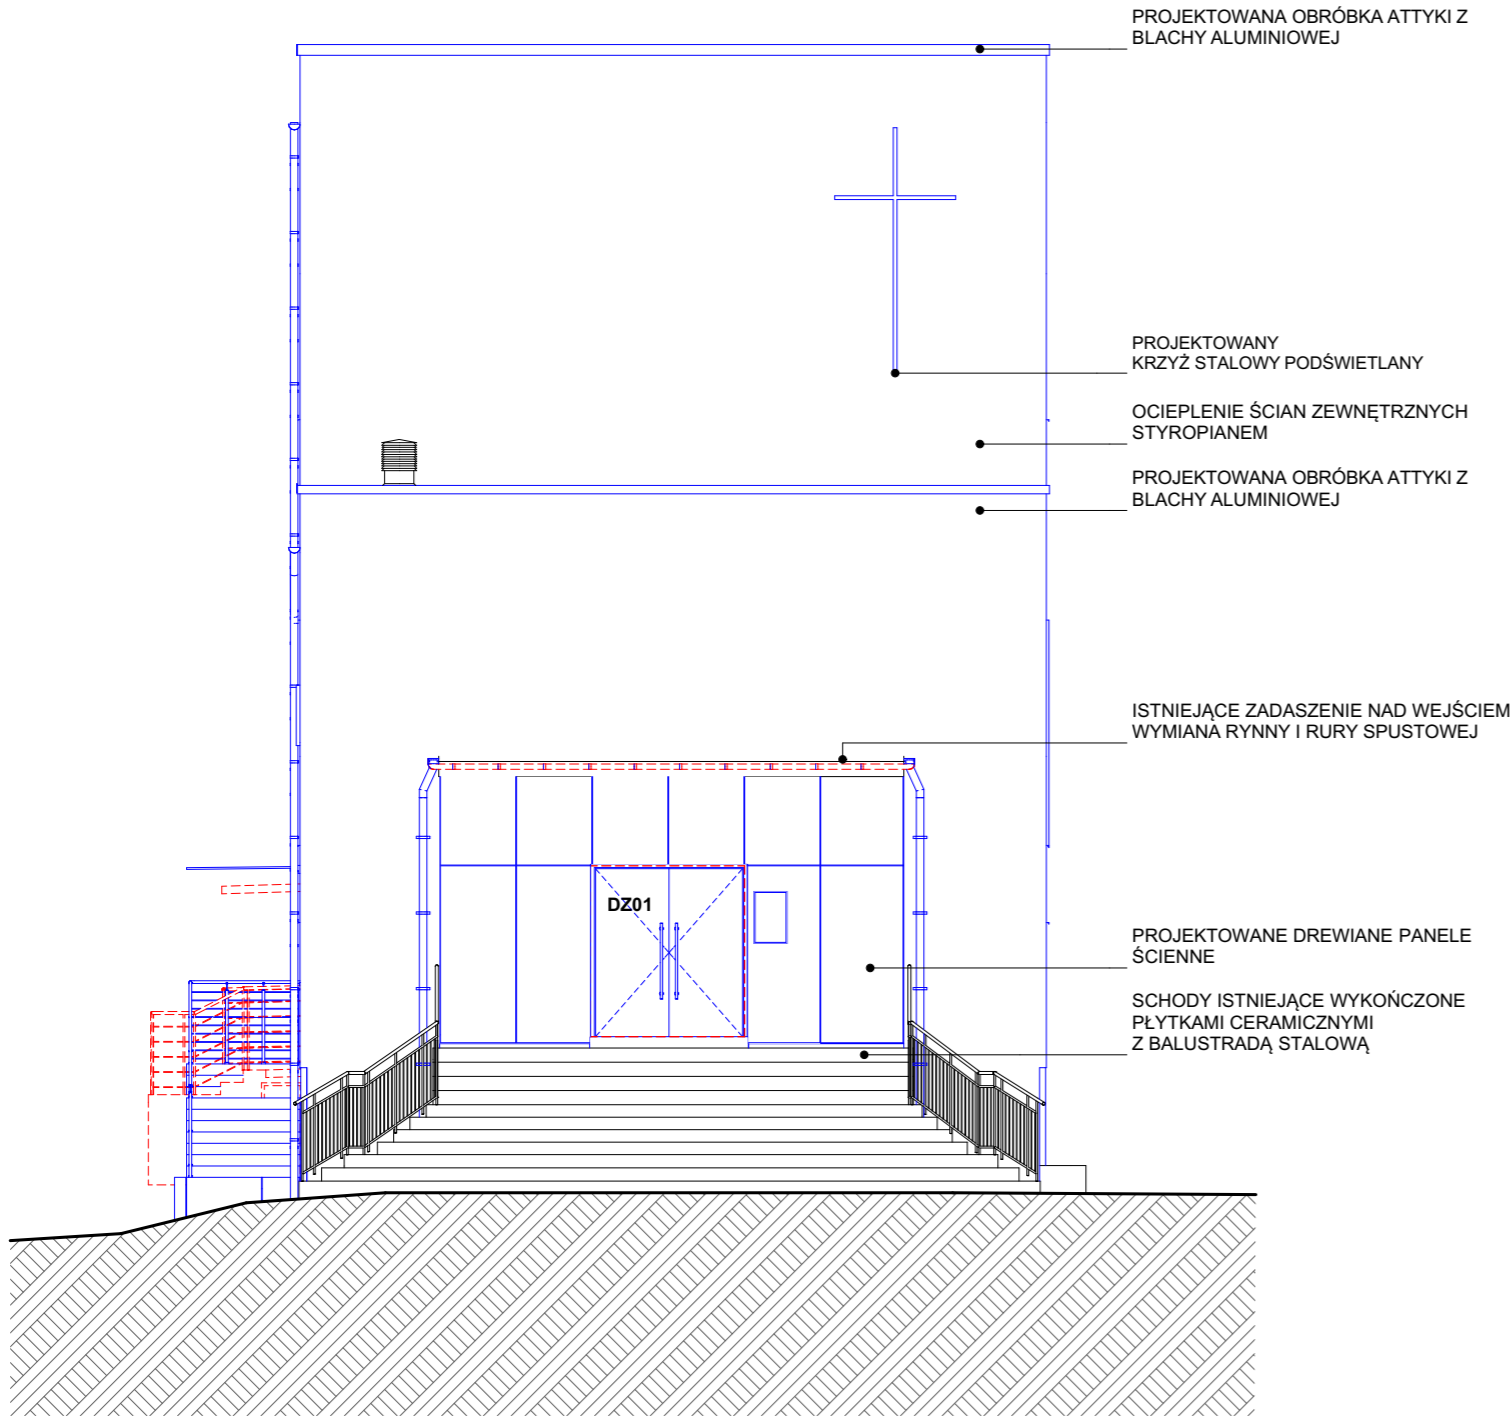 PROJEKTOWANA OBRÓBKA ATTYKI Z
BLACHY ALUMINIOWEJ
PROJEKTOWANY
KRZYŻ STALOWY PODŚWIETLANY
OCIEPLENIE ŚCIAN ZEWNĘTRZNYCH
STYROPIANEM
PROJEKTOWANA OBRÓBKA ATTYKI Z
BLACHY ALUMINIOWEJ
ISTNIEJĄCE ZADASZENIE NAD WEJŚCIEM
WYMIANA RYNNY I RURY SPUSTOWEJ
DZ01
PROJEKTOWANE DREWIANE PANELE
ŚCIENNE
SCHODY ISTNIEJĄCE WYKOŃCZONE
PŁYTKAMI CERAMICZNYMI
Z BALUSTRADĄ STALOWĄ